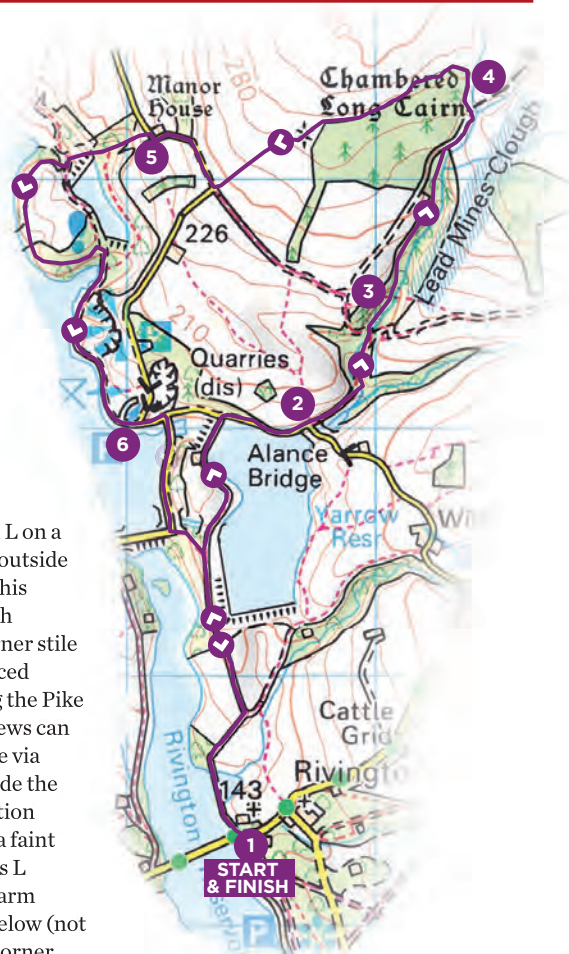 Manor
House
280
Chambered
Long Cairn
4
5
226
Lead Mines Clough
3
210
Quarries
(dis)
2
6
Alance
Bridge
Yarrow
Resr
L on a
outside
his
h
ner stile
ced
g the Pike
ews can
e via
de the
tion
a faint
s L
arm
elow (not
orner
Cattle
Grid
Rivington
Rivington
143
1
START
& FINISH
P